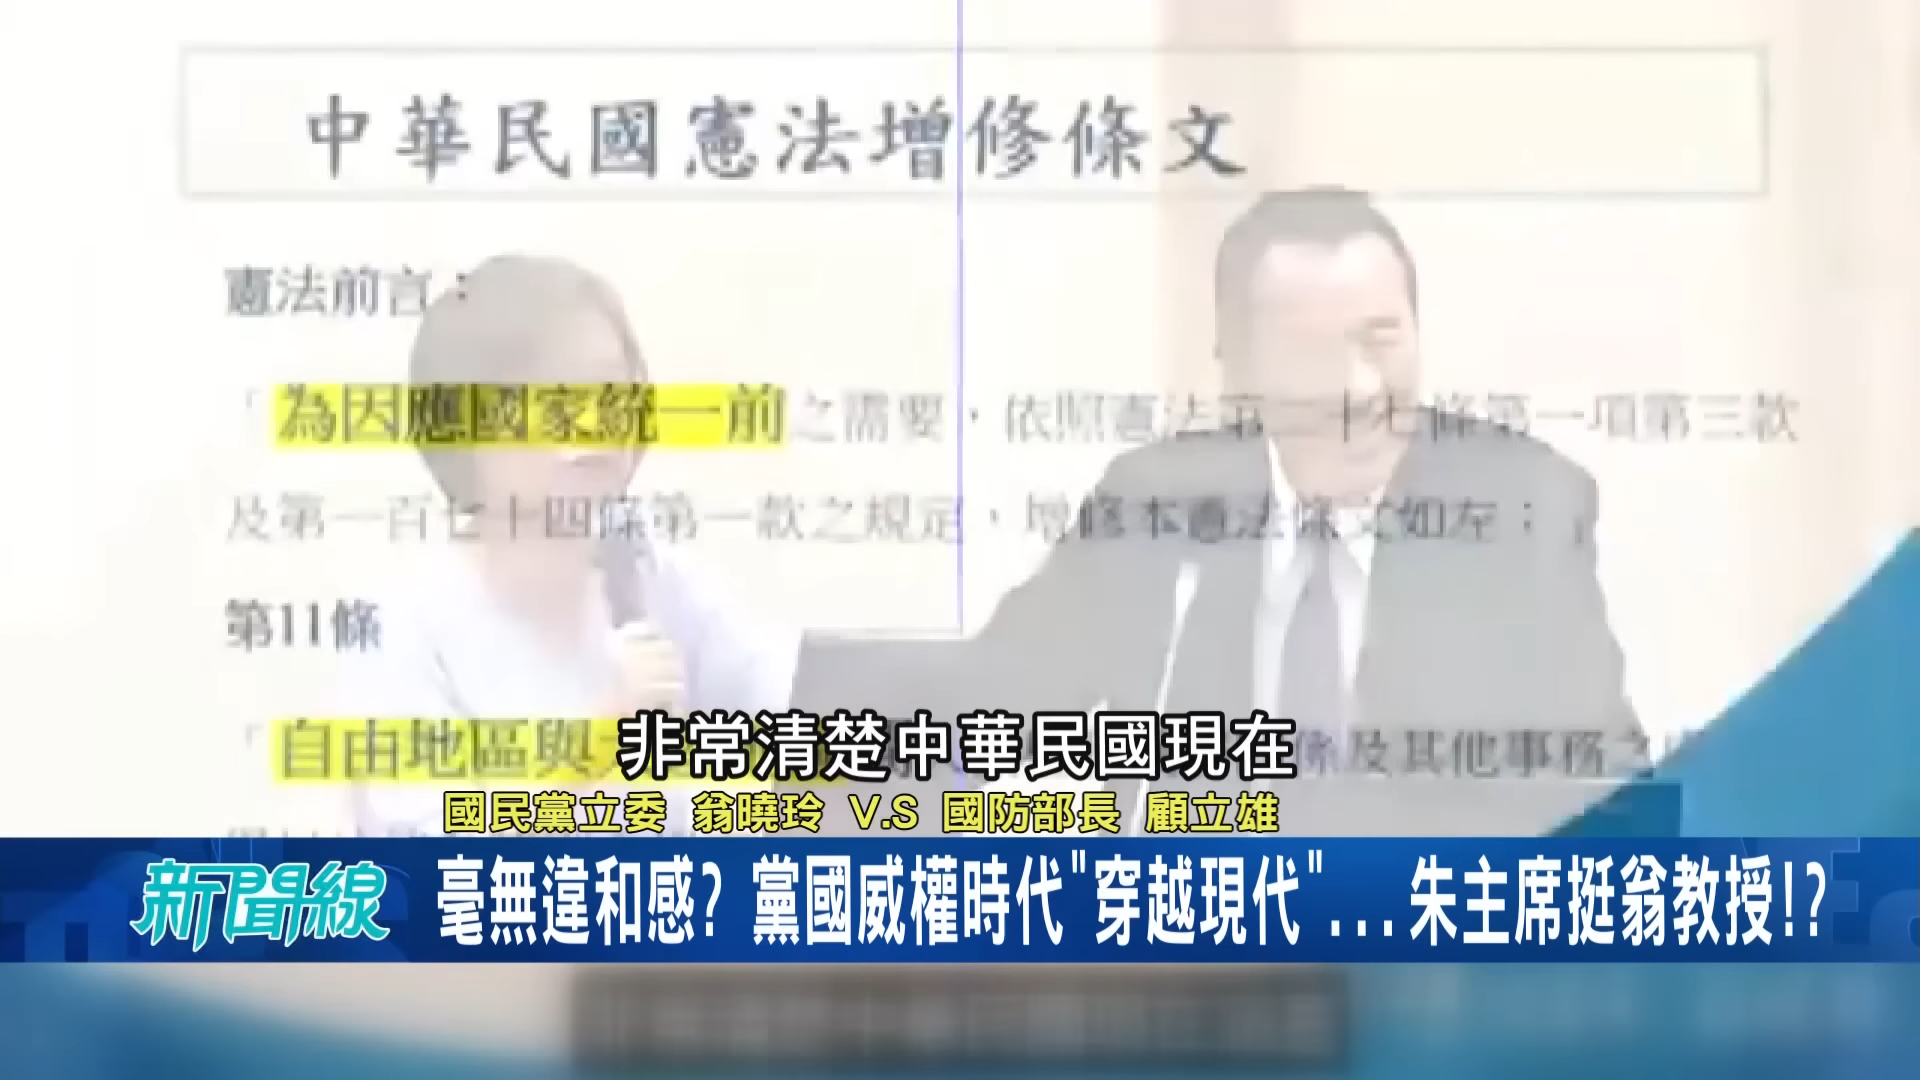 中華民國憲法增修條文
憲法前言：
「為因應國家統一前之需要，依照憲法第二十七條第一項第三款
及第一百七十四條第一款之規定，增修本憲法條文如左：」
第11條
「自由地區與
係及其他事務之
非常清楚中華民國現在
國民黨立委 翁曉玲 V.S 國防部長 顧立雄
新聞線
毫無違和感? 黨國威權時代"穿越現代"...朱主席挺翁教授!?